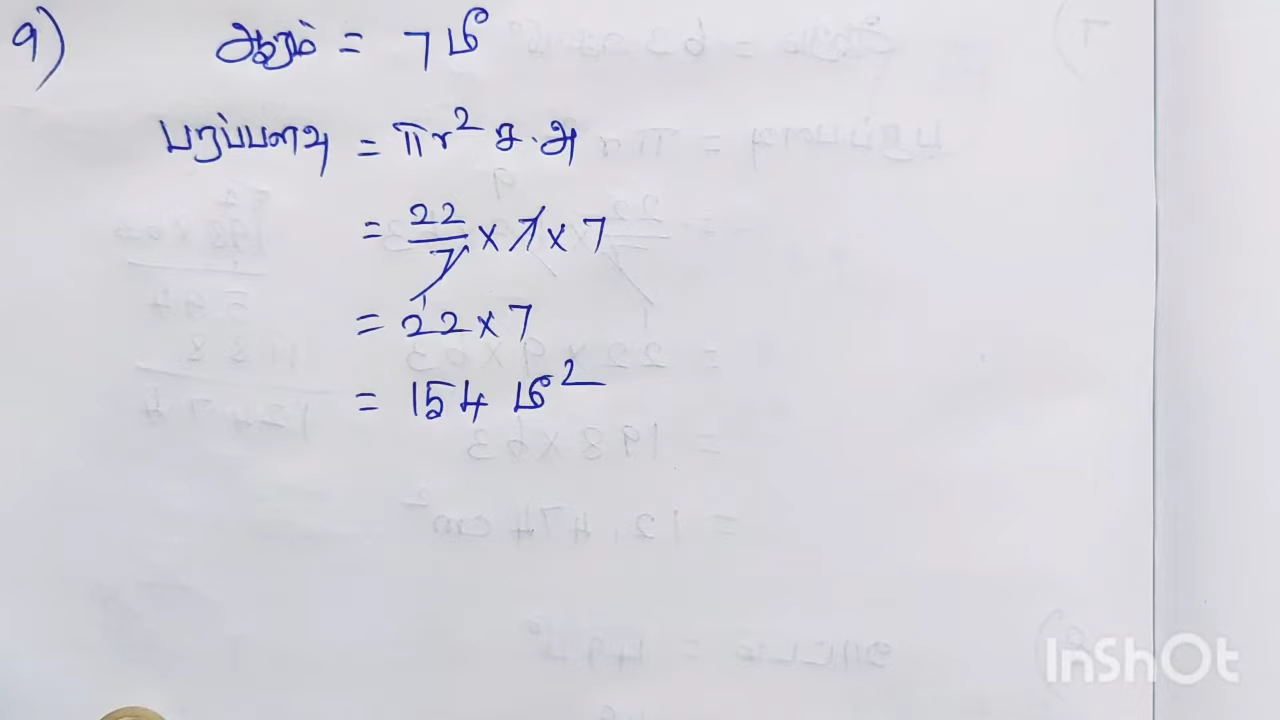 9) ஆரம் = 7 மீ
பரப்பளவு = πr² ச.அ
= 22/7 × 7 × 7
= 22 × 7
= 154 மீ²
InShOt